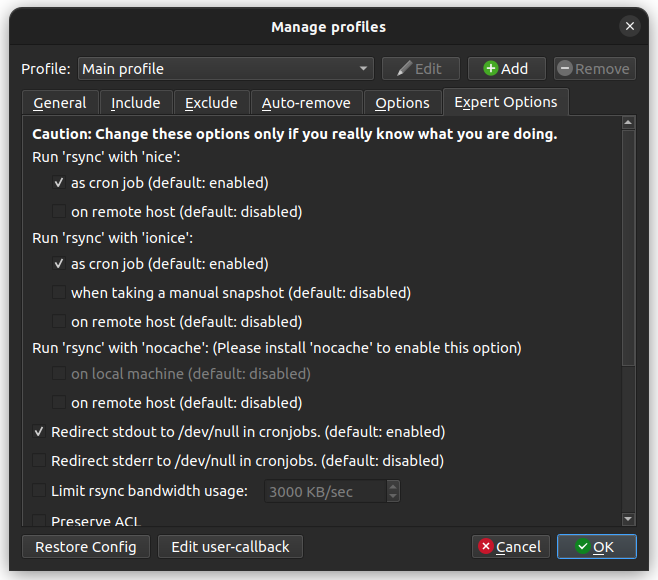 Manage profiles
Profile: Main profile Edit Add Remove
General Include Exclude Auto-remove Options Expert Options
Caution: Change these options only if you really know what you are doing.
Run 'rsync' with 'nice':
as cron job (default: enabled)
on remote host (default: disabled)
Run 'rsync' with 'ionice':
as cron job (default: enabled)
when taking a manual snapshot (default: disabled)
on remote host (default: disabled)
Run 'rsync' with 'nocache': (Please install 'nocache' to enable this option)
on local machine (default: disabled)
on remote host (default: disabled)
Redirect stdout to /dev/null in cronjobs. (default: enabled)
Redirect stderr to /dev/null in cronjobs. (default: disabled)
Limit rsync bandwidth usage: 3000 KB/sec
Preserve ACL
Restore Config Edit user-callback Cancel OK